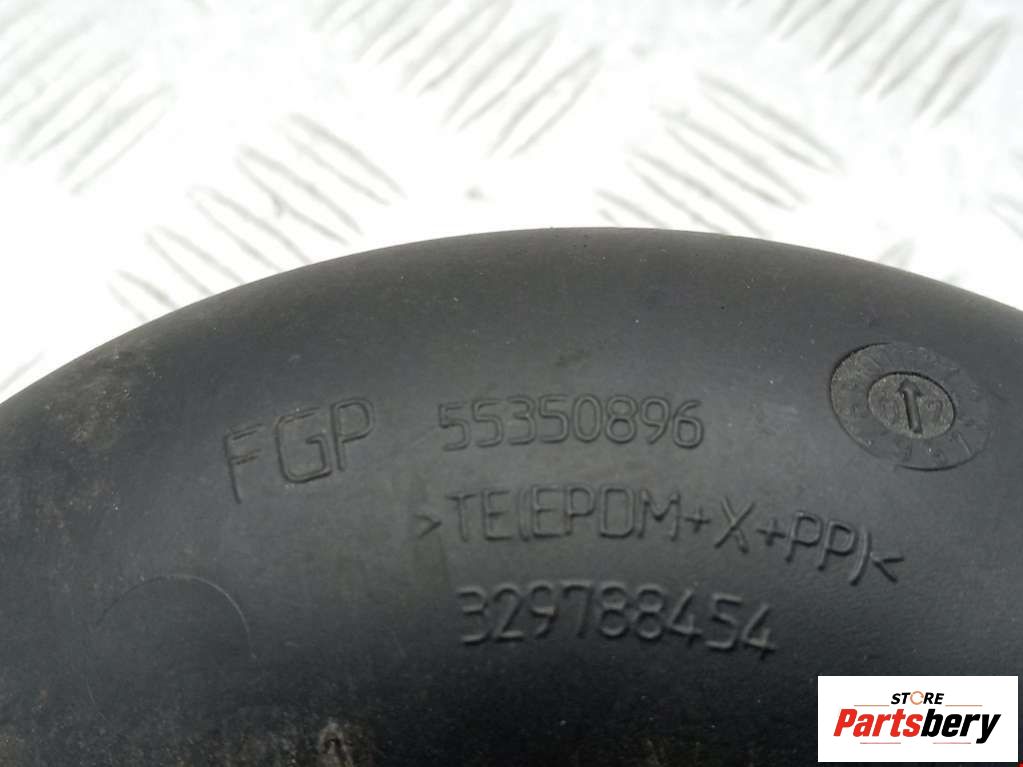 FGP 55350896
>TE(EPDM+X+PP)<
329788454
STORE
Partsbery